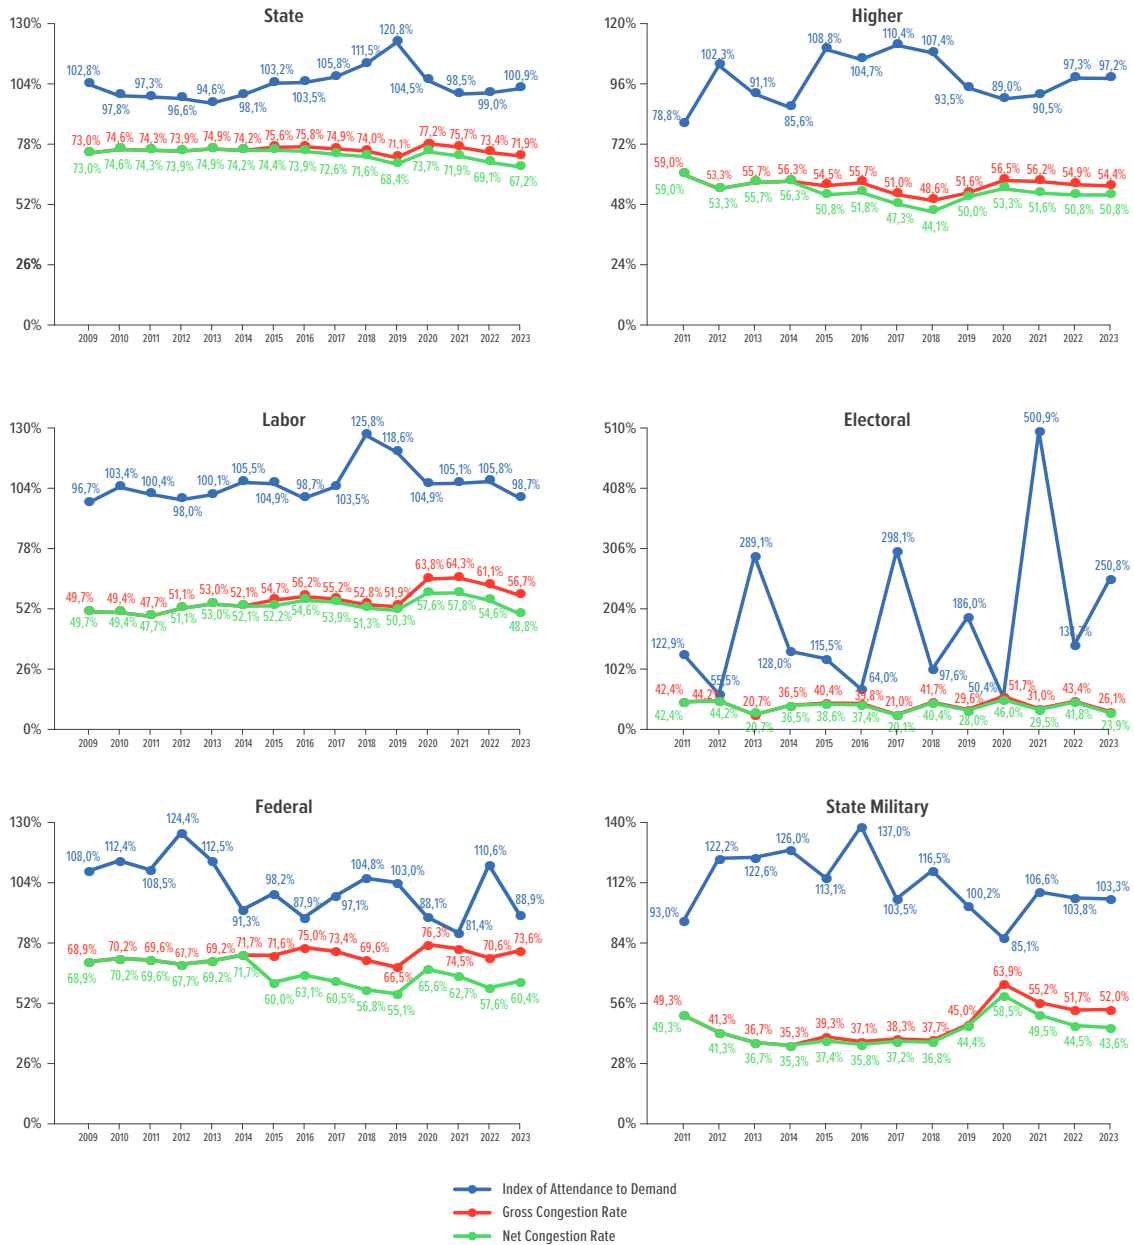 State
130%
104%
78%
52%
26%
0%
102,8% 97,8% 97,3% 96,6% 94,6% 98,1% 103,2% 103,5% 105,8% 111,5% 120,8% 104,5% 98,5% 99,0% 100,9%
73,0% 74,6% 74,3% 73,9% 74,9% 74,2% 75,6% 75,8% 74,9% 74,0% 71,1% 77,2% 75,7% 73,4% 71,9%
73,0% 74,6% 74,3% 73,9% 74,9% 74,2% 74,4% 73,9% 72,6% 71,6% 68,4% 73,7% 71,9% 69,1% 67,2%
2009 2010 2011 2012 2013 2014 2015 2016 2017 2018 2019 2020 2021 2022 2023
Higher
120%
96%
72%
48%
24%
0%
78,8% 102,3% 91,1% 85,6% 108,8% 104,7% 110,4% 107,4% 93,5% 89,0% 90,5% 97,3% 97,2%
59,0% 53,3% 55,7% 56,3% 54,5% 55,7% 51,0% 48,6% 51,6% 56,5% 56,2% 54,9% 54,4%
59,0% 53,3% 55,7% 56,3% 50,8% 51,8% 47,3% 44,1% 50,0% 53,3% 51,6% 50,8% 50,8%
2011 2012 2013 2014 2015 2016 2017 2018 2019 2020 2021 2022 2023
Labor
130%
104%
78%
52%
26%
0%
96,7% 103,4% 100,4% 98,0% 100,1% 105,5% 104,9% 98,7% 103,5% 125,8% 118,6% 104,9% 105,1% 105,8% 98,7%
49,7% 49,4% 47,7% 51,1% 53,0% 52,1% 54,7% 56,2% 55,2% 52,8% 51,9% 63,8% 64,3% 61,1% 56,7%
49,7% 49,4% 47,7% 51,1% 53,0% 52,1% 52,2% 54,6% 53,9% 51,3% 50,3% 57,6% 57,8% 54,6% 48,8%
2009 2010 2011 2012 2013 2014 2015 2016 2017 2018 2019 2020 2021 2022 2023
Electoral
510%
408%
306%
204%
102%
0%
122,9% 55,5% 289,1% 128,0% 115,5% 64,0% 298,1% 97,6% 186,0% 50,4% 500,9% 250,8%
42,4% 44,2% 20,7% 36,5% 40,4% 39,8% 21,0% 41,7% 29,6% 51,7% 31,0% 43,4% 26,1%
42,4% 44,2% 20,7% 36,5% 38,6% 37,4% 20,1% 40,4% 28,0% 46,0% 29,5% 41,8% 23,9%
2011 2012 2013 2014 2015 2016 2017 2018 2019 2020 2021 2022 2023
Federal
130%
104%
78%
52%
26%
0%
108,0% 112,4% 108,5% 124,4% 112,5% 91,3% 98,2% 87,9% 97,1% 104,8% 103,0% 88,1% 81,4% 110,6% 88,9%
68,9% 70,2% 69,6% 67,7% 69,2% 71,7% 71,6% 75,0% 73,4% 69,6% 66,5% 76,3% 74,5% 70,6% 73,6%
68,9% 70,2% 69,6% 67,7% 69,2% 71,7% 60,0% 63,1% 60,5% 56,8% 55,1% 65,6% 62,7% 57,6% 60,4%
2009 2010 2011 2012 2013 2014 2015 2016 2017 2018 2019 2020 2021 2022 2023
State Military
140%
112%
84%
56%
28%
0%
93,0% 122,2% 122,6% 126,0% 113,1% 137,0% 103,5% 116,5% 100,2% 85,1% 106,6% 103,8% 103,3%
49,3% 41,3% 36,7% 35,3% 39,3% 37,1% 38,3% 37,7% 45,0% 63,9% 55,2% 51,7% 52,0%
49,3% 41,3% 36,7% 35,3% 37,4% 35,8% 37,2% 36,8% 44,4% 58,5% 49,5% 44,5% 43,6%
2011 2012 2013 2014 2015 2016 2017 2018 2019 2020 2021 2022 2023
Index of Attendance to Demand
Gross Congestion Rate
Net Congestion Rate